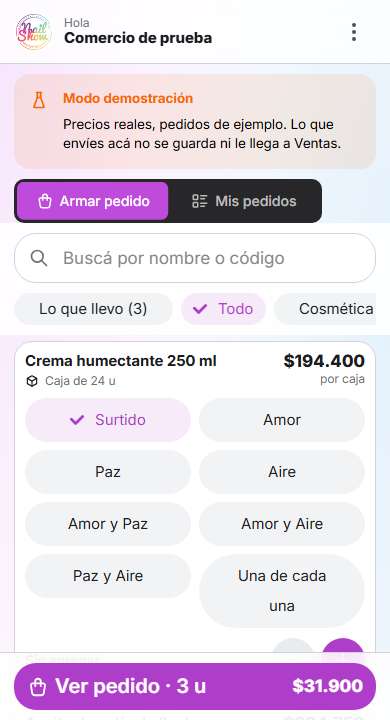 Nail
Show
Hola
Comercio de prueba
Modo demostración
Precios reales, pedidos de ejemplo. Lo que
envíes acá no se guarda ni le llega a Ventas.
Armar pedido
Mis pedidos
Buscá por nombre o código
Lo que llevo (3)
Todo
Cosmética
Crema humectante 250 ml
$194.400
Caja de 24 u
por caja
Surtido
Amor
Paz
Aire
Amor y Paz
Amor y Aire
Paz y Aire
Una de cada
una
Ver pedido · 3 u
$31.900